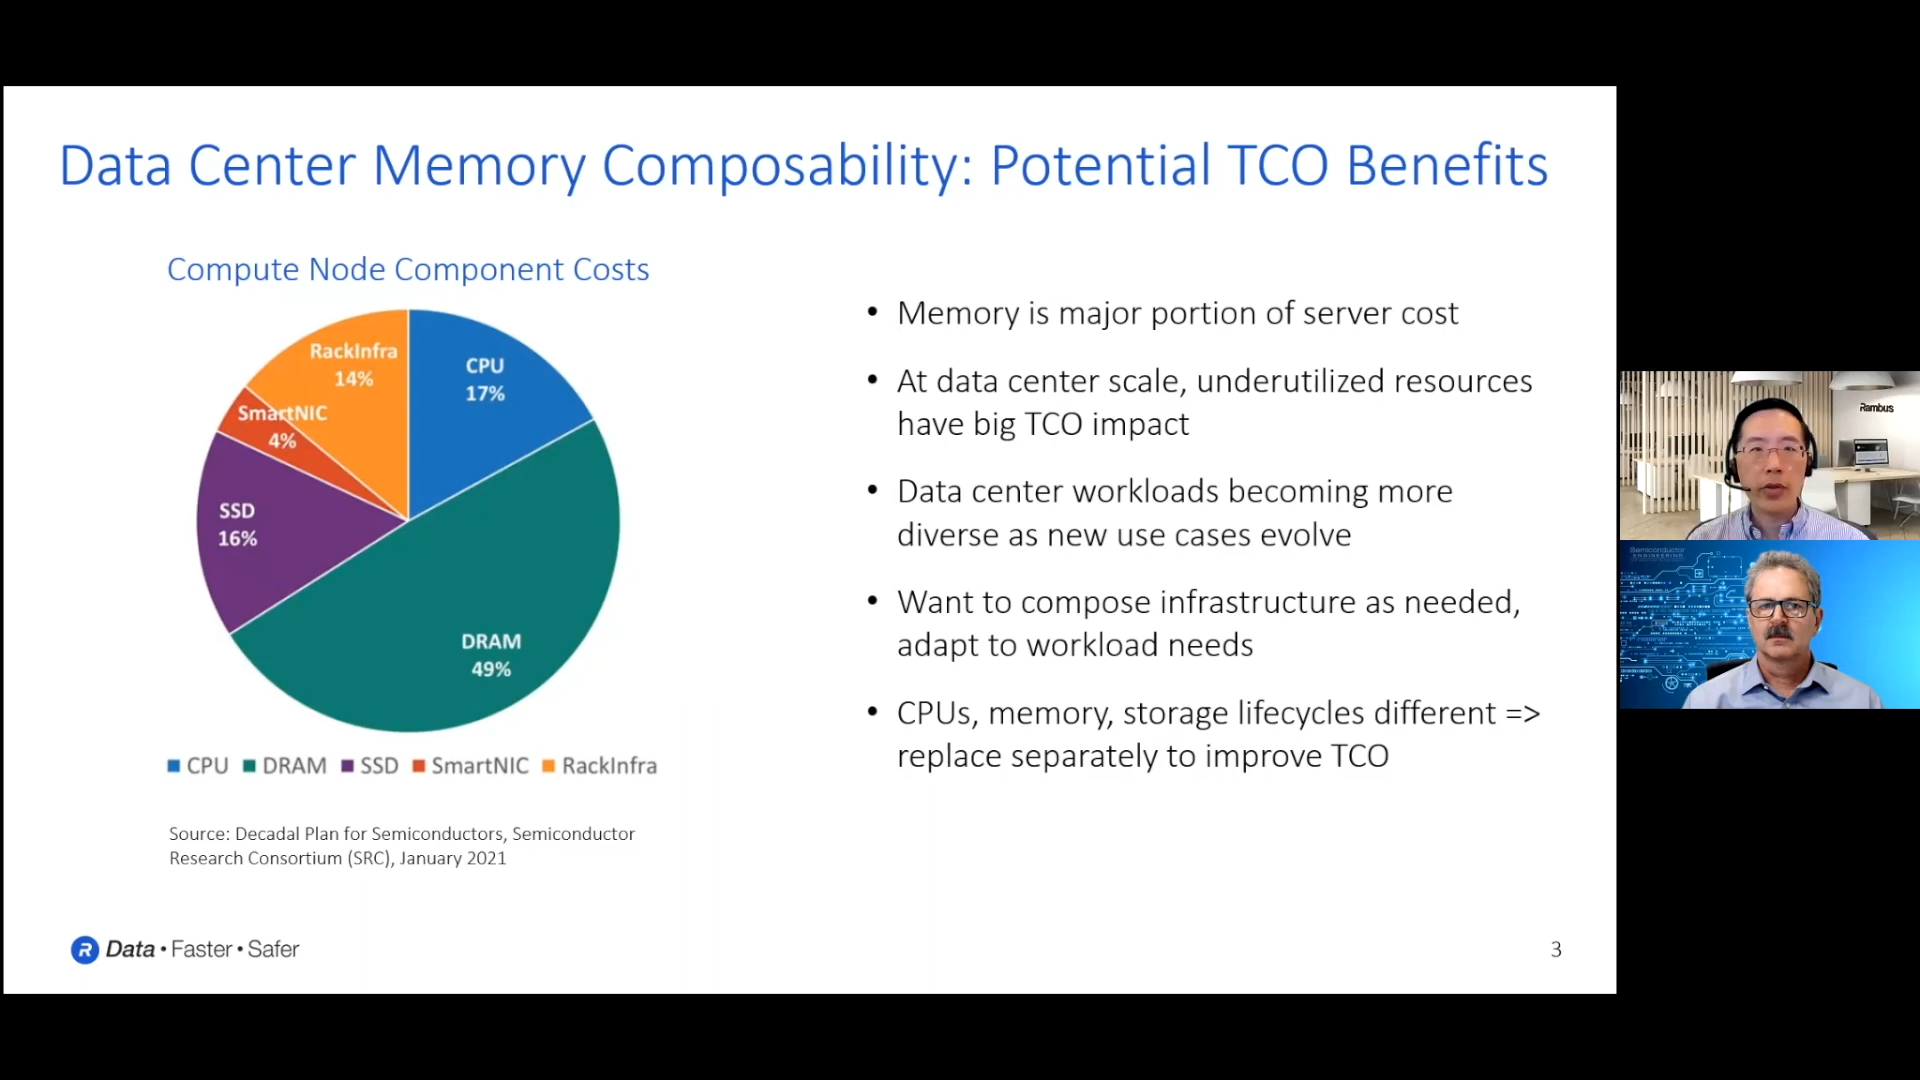 Data Center Memory Composability: Potential TCO Benefits
Compute Node Component Costs
RackInfra
14%
CPU
17%
SmartNIC
4%
SSD
16%
DRAM
49%
CPU DRAM SSD SmartNIC RackInfra
Source: Decadal Plan for Semiconductors, Semiconductor
Research Consortium (SRC), January 2021
• Memory is major portion of server cost
• At data center scale, underutilized resources
have big TCO impact
• Data center workloads becoming more
diverse as new use cases evolve
• Want to compose infrastructure as needed,
adapt to workload needs
• CPUs, memory, storage lifecycles different =>
replace separately to improve TCO
R Data • Faster • Safer
3
Rambus
Semiconductor
ENGINEERING